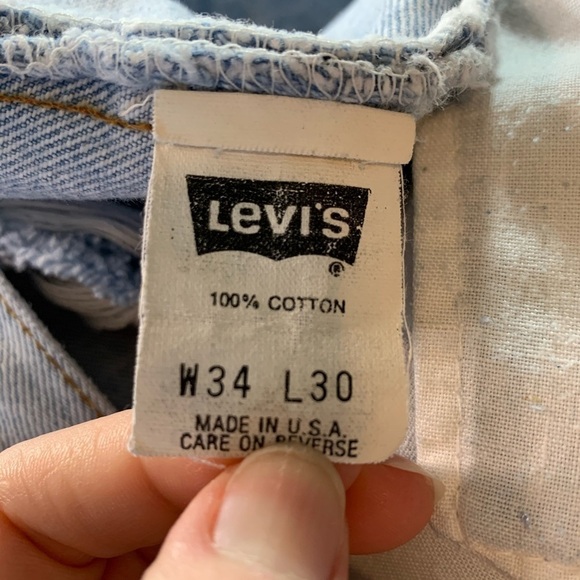 Levi's
®
100% COTTON
W34 L30
MADE IN U.S.A.
CARE ON REVERSE